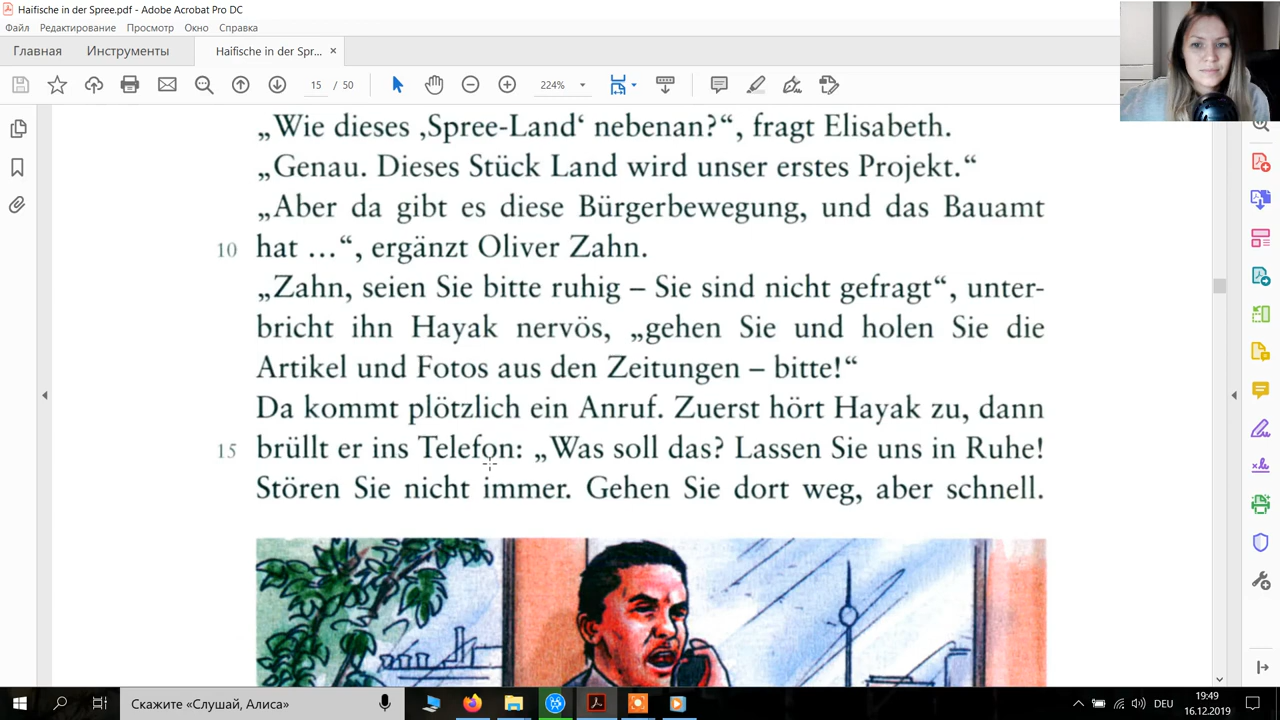 Haifische in der Spree.pdf - Adobe Acrobat Pro DC
Файл Редактирование Просмотр Окно Справка
Главная Инструменты Haifische in der Spr... ×
15 / 50 224%
„Wie dieses ‚Spree-Land‘ nebenan?“, fragt Elisabeth.
„Genau. Dieses Stück Land wird unser erstes Projekt.“
„Aber da gibt es diese Bürgerbewegung, und das Bauamt
10 hat …“, ergänzt Oliver Zahn.
„Zahn, seien Sie bitte ruhig – Sie sind nicht gefragt“, unter-
bricht ihn Hayak nervös, „gehen Sie und holen Sie die
Artikel und Fotos aus den Zeitungen – bitte!“
Da kommt plötzlich ein Anruf. Zuerst hört Hayak zu, dann
15 brüllt er ins Telefon: „Was soll das? Lassen Sie uns in Ruhe!
Stören Sie nicht immer. Gehen Sie dort weg, aber schnell.
Скажите «Слушай, Алиса»
DEU
19:49
16.12.2019